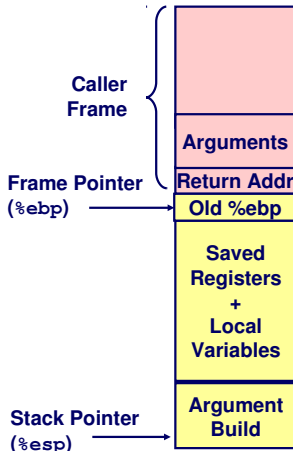 Caller
Frame
Arguments
Return Addr
Frame Pointer
(%ebp)
Old %ebp
Saved
Registers
+
Local
Variables
Argument
Build
Stack Pointer
(%esp)